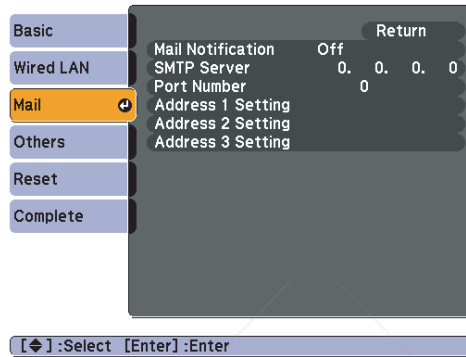 Basic
Wired LAN
Mail
Others
Reset
Complete
Return
Mail Notification Off
SMTP Server 0. 0. 0. 0
Port Number 0
Address 1 Setting
Address 2 Setting
Address 3 Setting
[◆] :Select [Enter] :Enter